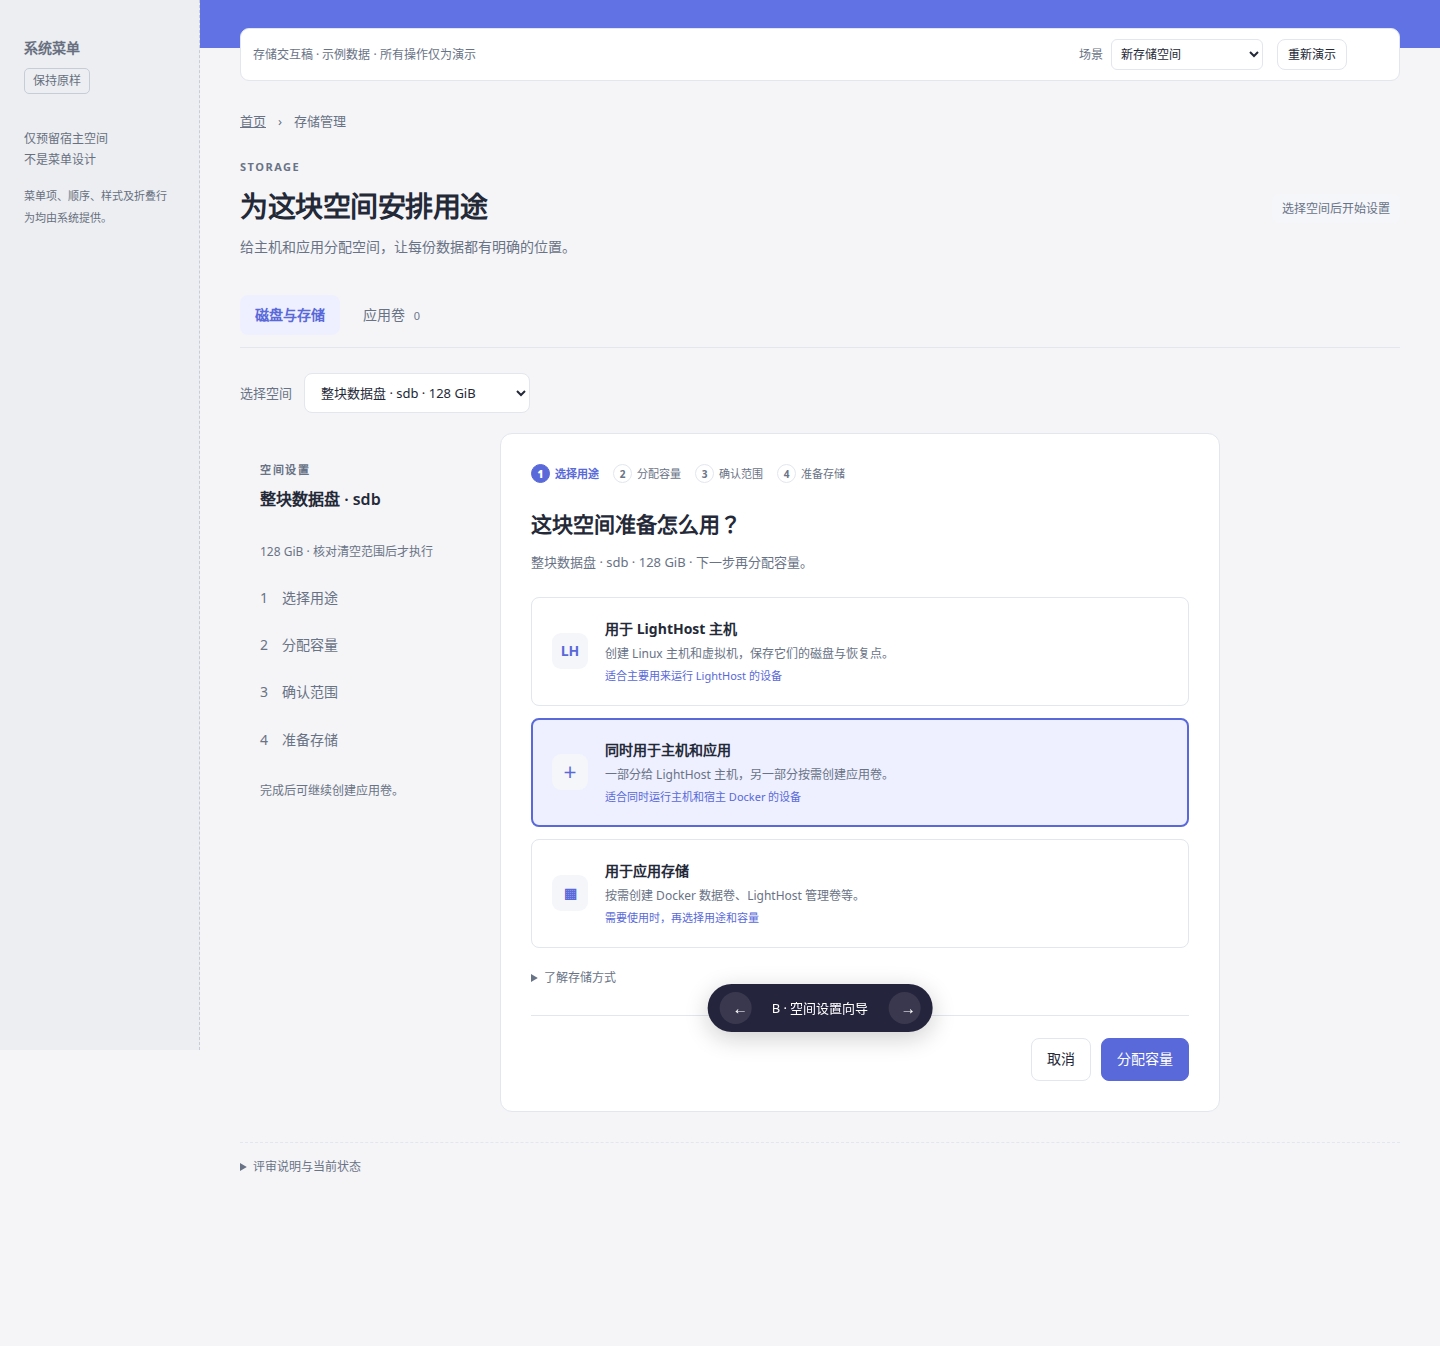 系统菜单
保持原样
仅预留宿主空间
不是菜单设计
菜单项、顺序、样式及折叠行
为均由系统提供。
存储交互稿 · 示例数据 · 所有操作仅为演示
场景 新存储空间 重新演示
首页 › 存储管理
STORAGE
为这块空间安排用途
选择空间后开始设置
给主机和应用分配空间，让每份数据都有明确的位置。
磁盘与存储 应用卷 0
选择空间 整块数据盘 · sdb · 128 GiB
空间设置
整块数据盘 · sdb
128 GiB · 核对清空范围后才执行
1 选择用途
2 分配容量
3 确认范围
4 准备存储
完成后可继续创建应用卷。
1 选择用途 2 分配容量 3 确认范围 4 准备存储
这块空间准备怎么用？
整块数据盘 · sdb · 128 GiB · 下一步再分配容量。
LH
用于 LightHost 主机
创建 Linux 主机和虚拟机，保存它们的磁盘与恢复点。
适合主要用来运行 LightHost 的设备
+
同时用于主机和应用
一部分给 LightHost 主机，另一部分按需创建应用卷。
适合同时运行主机和宿主 Docker 的设备
▦
用于应用存储
按需创建 Docker 数据卷、LightHost 管理卷等。
需要使用时，再选择用途和容量
▶ 了解存储方式
← B · 空间设置向导 →
取消 分配容量
▶ 评审说明与当前状态